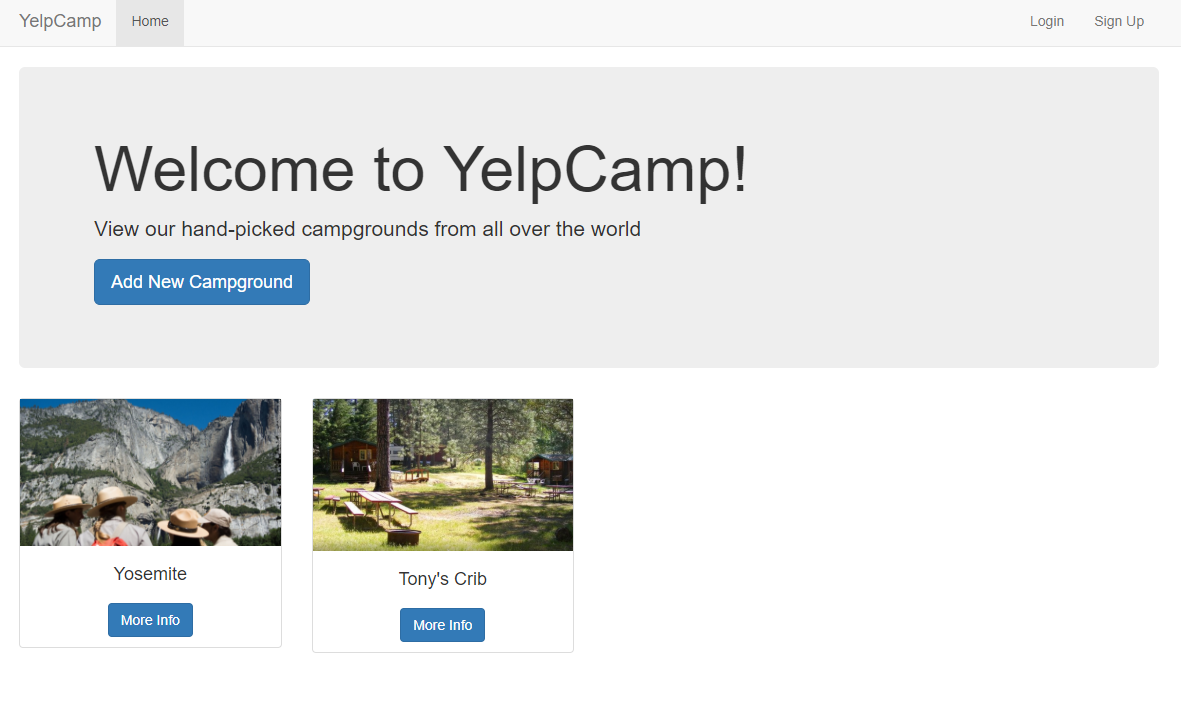 YelpCamp Home Login Sign Up
Welcome to YelpCamp!
View our hand-picked campgrounds from all over the world
Add New Campground
Yosemite
More Info
Tony's Crib
More Info